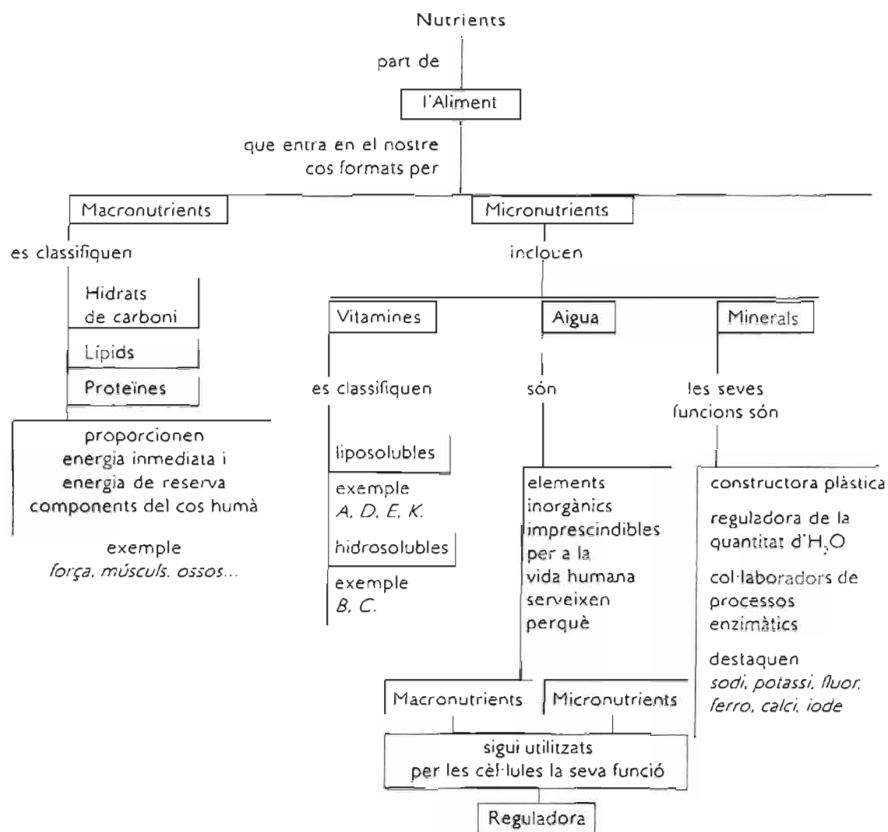 Nutrients
part de
l'Aliment
que entra en el nostre
cos formats per
Macronutrients
es classifiquen
Hidrats
de carboni
Lípids
Proteïnes
proporcionen
energia inmediata i
energia de reserva
components del cos humà
exemple
força, músculs, ossos...
Micronutrients
inclouen
Vitamines
es classifiquen
liposolubles
exemple
A, D, E, K.
hidrosolubles
exemple
B, C.
Aigua
són
elements
inorgànics
imprescindibles
per a la
vida humana
serveixen
perquè
Macronutrients
Micronutrients
sigui utilitzats
per les cèl·lules la seva funció
Reguladora
Minerals
les seves
funcions són
constructora plàstica
reguladora de la
quantitat d'H₂O
col·laboradors de
processos
enzimàtics
destaquen
sodi, potassi, fluor,
ferro, calci, iode